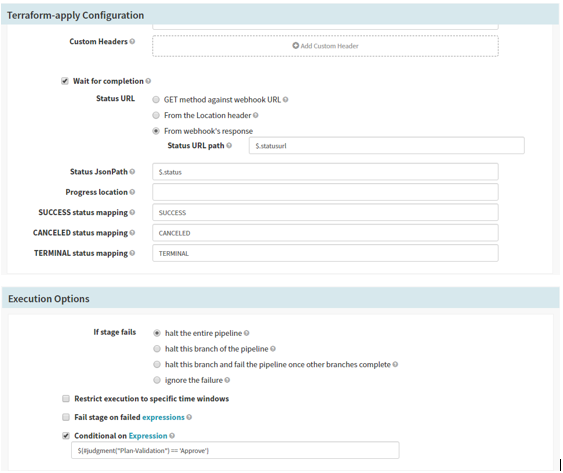 Terraform-apply Configuration
Custom Headers
Add Custom Header
Wait for completion
Status URL
GET method against webhook URL
From the Location header
From webhook's response
Status URL path
$.statusurl
Status JsonPath
$.status
Progress location
SUCCESS status mapping
SUCCESS
CANCELED status mapping
CANCELED
TERMINAL status mapping
TERMINAL
Execution Options
If stage fails
halt the entire pipeline
halt this branch of the pipeline
halt this branch and fail the pipeline once other branches complete
ignore the failure
Restrict execution to specific time windows
Fail stage on failed expressions
Conditional on Expression
${#judgment("Plan-Validation") == 'Approve'}